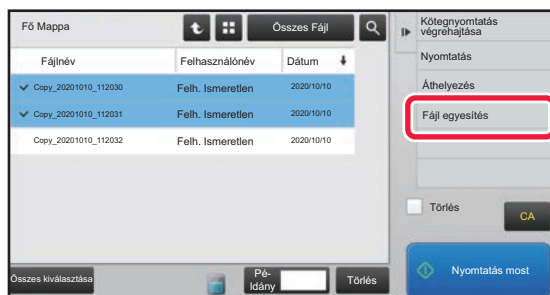 Fő Mappa
Összes Fájl
Fájlnév
Felhasználónév
Dátum
Copy_20201010_112030
Felh. Ismeretlen
2020/10/10
Copy_20201010_112031
Felh. Ismeretlen
2020/10/10
Copy_20201010_112032
Felh. Ismeretlen
2020/10/10
Összes kiválasztása
Pé-
ldány
Törlés
Kötegnyomtatás
végrehajtása
Nyomtatás
Áthelyezés
Fájl egyesítés
Törlés
CA
Nyomtatás most